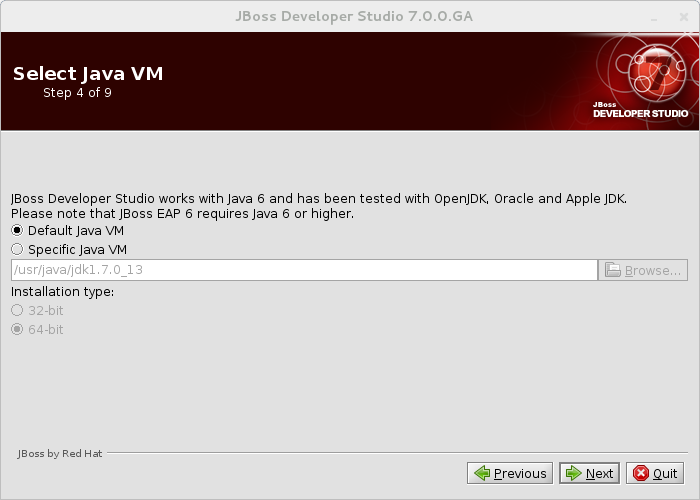 JBoss Developer Studio 7.0.0.GA
Select Java VM
Step 4 of 9
JBoss
DEVELOPER STUDIO
JBoss Developer Studio works with Java 6 and has been tested with OpenJDK, Oracle and Apple JDK.
Please note that JBoss EAP 6 requires Java 6 or higher.
Default Java VM
Specific Java VM
/usr/java/jdk1.7.0_13
Browse...
Installation type:
32-bit
64-bit
JBoss by Red Hat
Previous
Next
Quit